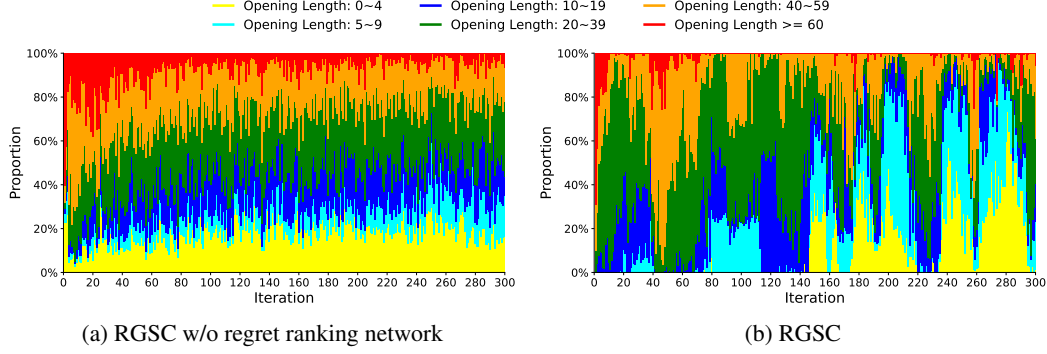 Opening Length: 0~4 Opening Length: 10~19 Opening Length: 40~59
Opening Length: 5~9 Opening Length: 20~39 Opening Length >= 60
100%
80%
60%
40%
20%
0%
Proportion
0 20 40 60 80 100 120 140 160 180 200 220 240 260 280 300
Iteration
(a) RGSC w/o regret ranking network
100%
80%
60%
40%
20%
0%
Proportion
0 20 40 60 80 100 120 140 160 180 200 220 240 260 280 300
Iteration
(b) RGSC